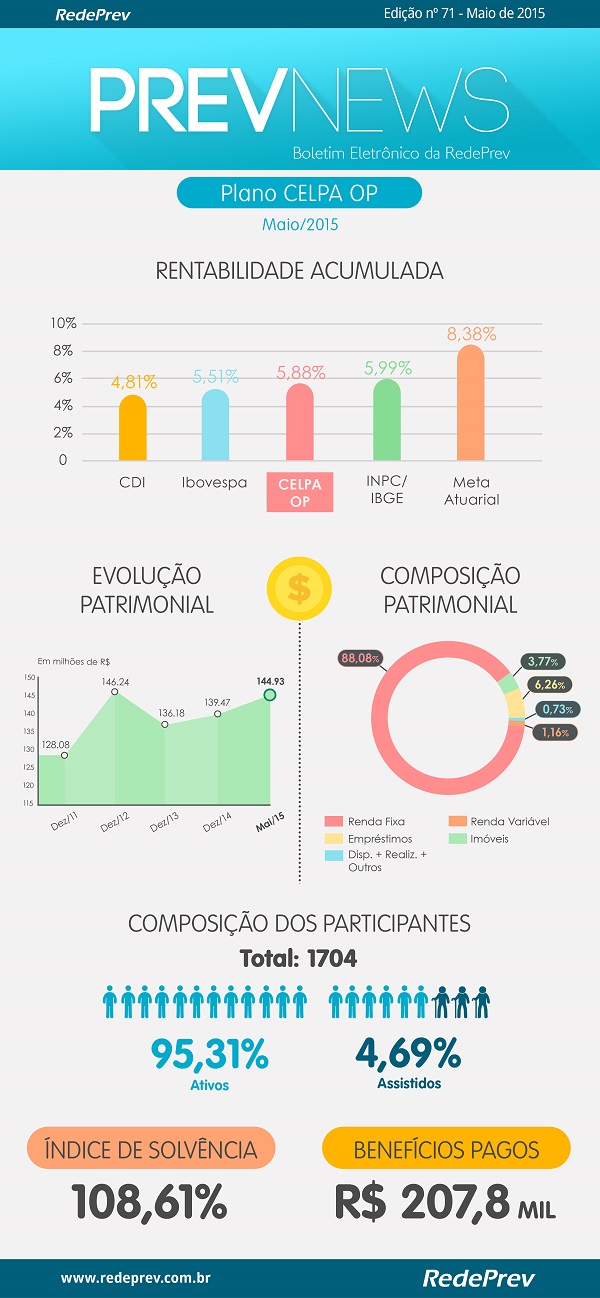 RedePrev
Edição nº 71 - Maio de 2015
PREVNEWS
Boletim Eletrônico da RedePrev
Plano CELPA OP
Maio/2015
RENTABILIDADE ACUMULADA
10%
8%
6%
4%
2%
0
4,81%
5,51%
5,88%
5,99%
8,38%
CDI
Ibovespa
CELPA
OP
INPC/
IBGE
Meta
Atuarial
EVOLUÇÃO
PATRIMONIAL
$
COMPOSIÇÃO
PATRIMONIAL
Em milhões de R$
150
145
140
135
130
125
120
115
128.08
146.24
136.18
139.47
144.93
Dez/11
Dez/12
Dez/13
Dez/14
Mai/15
88,08%
3,77%
6,26%
0,73%
1,16%
Renda Fixa
Renda Variável
Empréstimos
Imóveis
Disp. + Realiz. +
Outros
COMPOSIÇÃO DOS PARTICIPANTES
Total: 1704
95,31%
Ativos
4,69%
Assistidos
ÍNDICE DE SOLVÊNCIA
108,61%
BENEFÍCIOS PAGOS
R$ 207,8 MIL
www.redeprev.com.br
RedePrev